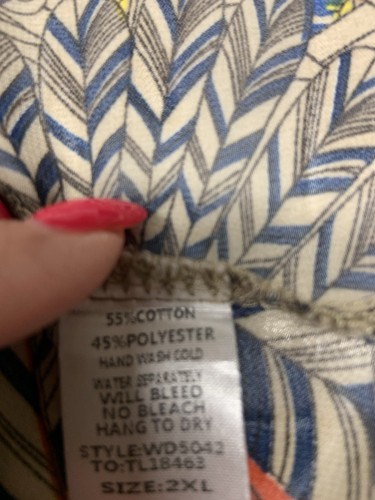 55%COTTON
45%POLYESTER
HAND WASH COLD
WATER SEPARATELY
WILL BLEED
NO BLEACH
HANG TO DRY
STYLE:WD5042
TO:TL18463
SIZE:2XL